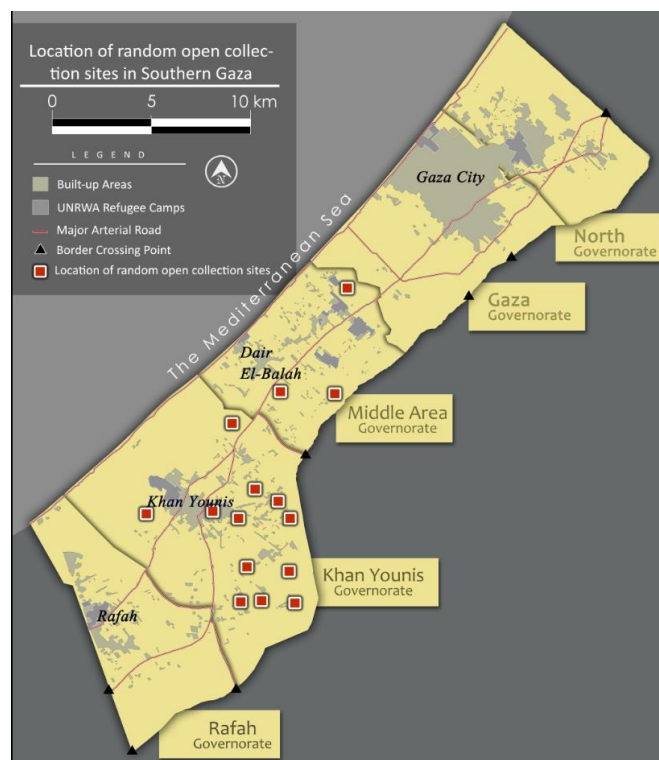 Location of random open collec-
tion sites in Southern Gaza
0 5 10 km
LEGEND
N
Built-up Areas
UNRWA Refugee Camps
Major Arterial Road
Border Crossing Point
Location of random open collection sites
The Mediterranean Sea
Gaza City
North
Governorate
Gaza
Governorate
Dair
El-Balah
Middle Area
Governorate
Khan Younis
Khan Younis
Governorate
Rafah
Rafah
Governorate